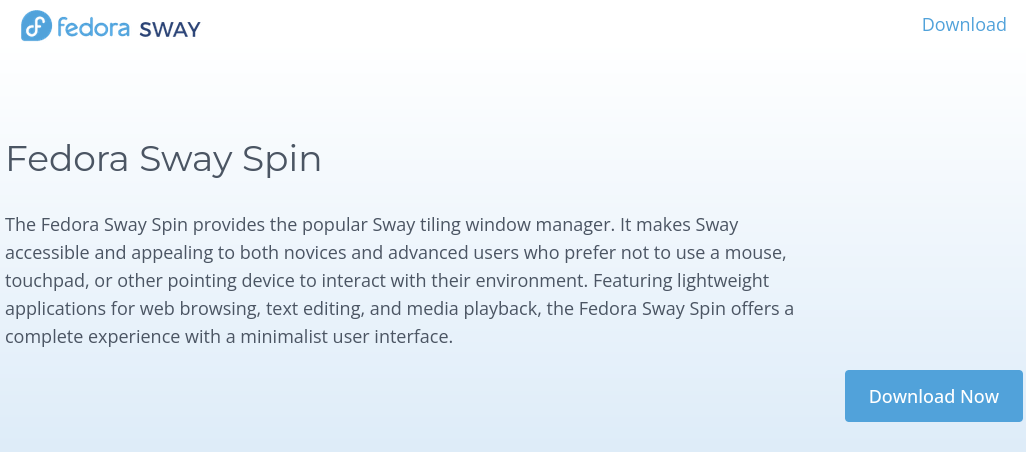 fedora SWAY
Download
Fedora Sway Spin
The Fedora Sway Spin provides the popular Sway tiling window manager. It makes Sway
accessible and appealing to both novices and advanced users who prefer not to use a mouse,
touchpad, or other pointing device to interact with their environment. Featuring lightweight
applications for web browsing, text editing, and media playback, the Fedora Sway Spin offers a
complete experience with a minimalist user interface.
Download Now